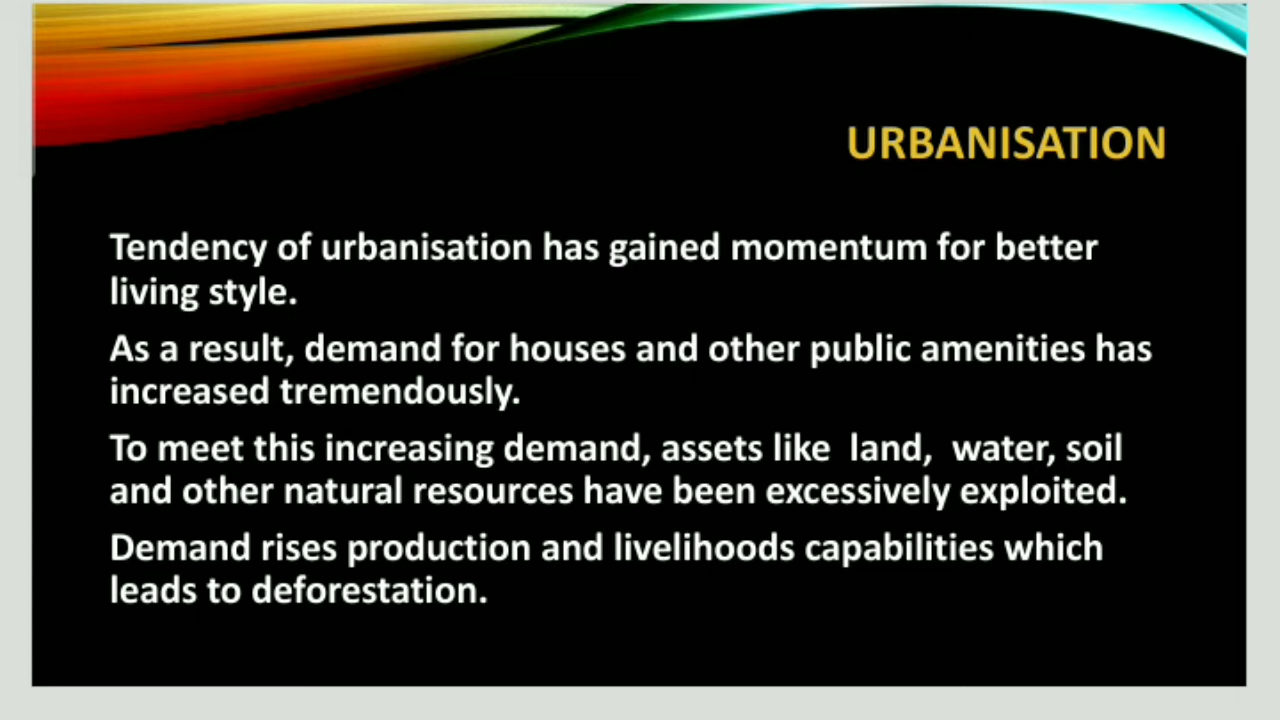 URBANISATION
Tendency of urbanisation has gained momentum for better
living style.
As a result, demand for houses and other public amenities has
increased tremendously.
To meet this increasing demand, assets like  land,  water, soil
and other natural resources have been excessively exploited.
Demand rises production and livelihoods capabilities which
leads to deforestation.